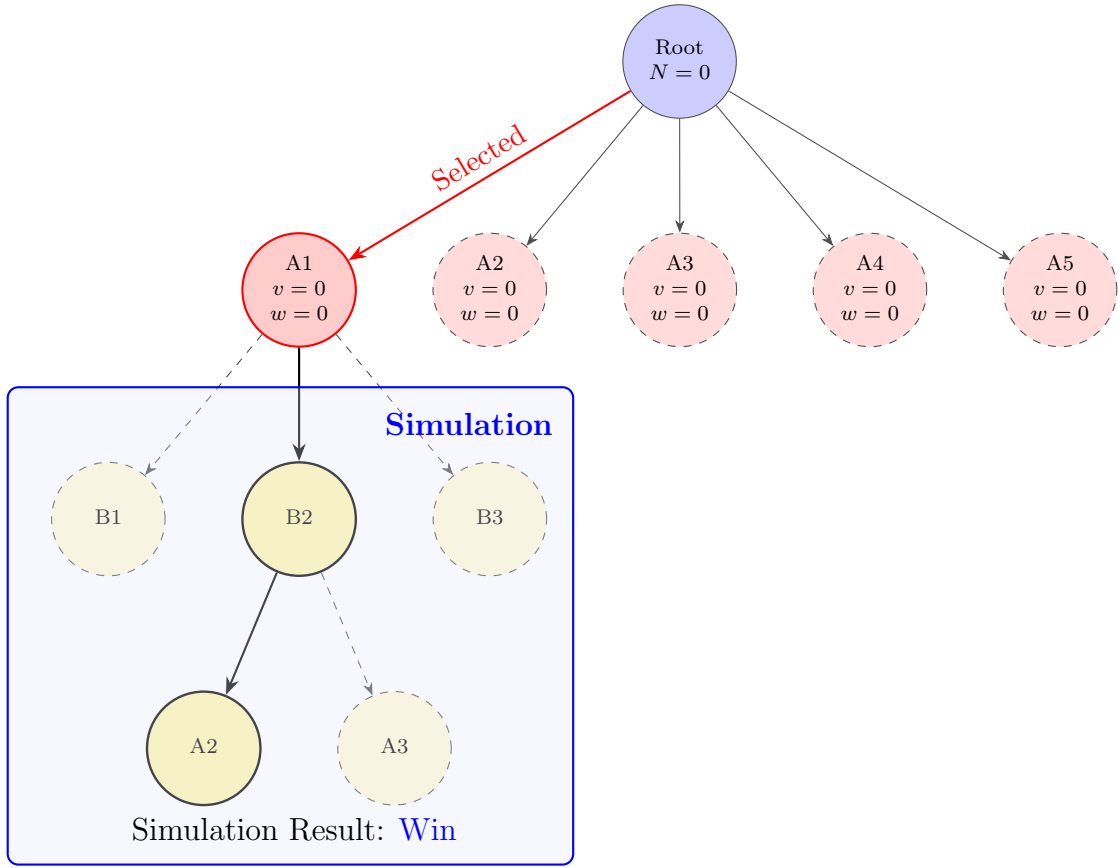 Root
N = 0
Selected
A1
v = 0
w = 0
A2
v = 0
w = 0
A3
v = 0
w = 0
A4
v = 0
w = 0
A5
v = 0
w = 0
Simulation
B1
B2
B3
A2
A3
Simulation Result: Win